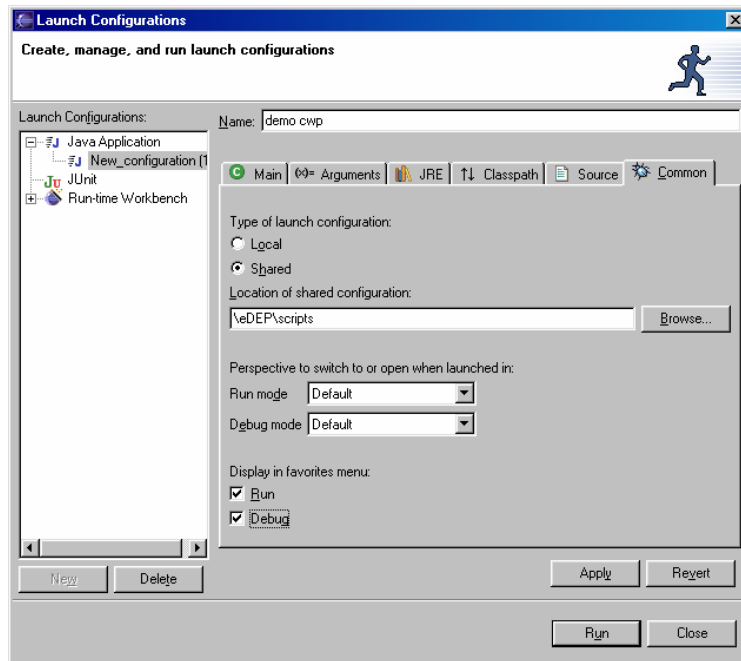 Launch Configurations
Create, manage, and run launch configurations
Launch Configurations:
Java Application
New_configuration (1
JUnit
Run-time Workbench
New
Delete
Name: demo cwp
Main
(x)= Arguments
JRE
Classpath
Source
Common
Type of launch configuration:
Local
Shared
Location of shared configuration:
\eDEP\scripts
Browse...
Perspective to switch to or open when launched in:
Run mode Default
Debug mode Default
Display in favorites menu:
Run
Debug
Apply
Revert
Run
Close